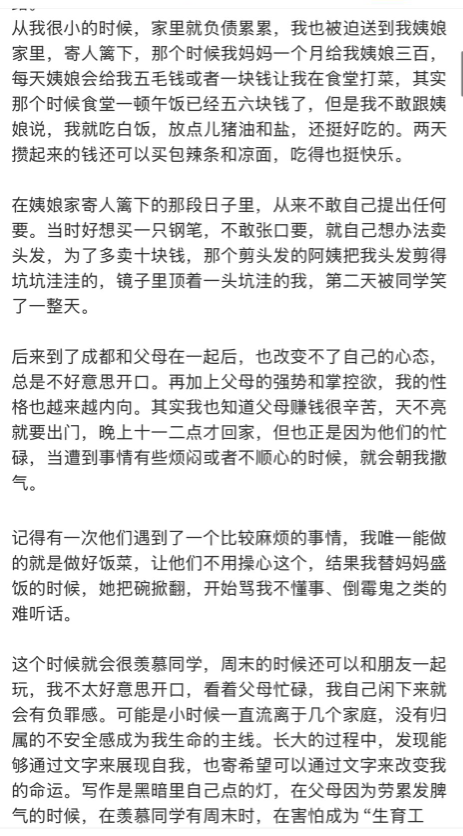 从我很小的时候，家里就负债累累，我也被迫送到我姨娘
家里，寄人篱下，那个时候我妈妈一个月给我姨娘三百，
每天姨娘会给我五毛钱或者一块钱让我在食堂打菜，其实
那个时候食堂一顿午饭已经五六块钱了，但是我不敢跟姨
娘说，我就吃白饭，放点儿猪油和盐，还挺好吃的。两天
攒起来的钱还可以买包辣条和凉面，吃得也挺快乐。
在姨娘家寄人篱下的那段日子里，从来不敢自己提出任何
要。当时好想买一只钢笔，不敢张口要，就自己想办法卖
头发，为了多卖十块钱，那个剪头发的阿姨把我头发剪得
坑坑洼洼的，镜子里顶着一头坑洼的我，第二天被同学笑
了一整天。
后来到了成都和父母在一起后，也改变不了自己的心态，
总是不好意思开口。再加上父母的强势和掌控欲，我的性
格也越来越内向。其实我也知道父母赚钱很辛苦，天不亮
就要出门，晚上十一二点才回家，但也正是因为他们的忙
碌，当遭到事情有些烦闷或者不顺心的时候，就会朝我撒
气。
记得有一次他们遇到了一个比较麻烦的事情，我唯一能做
的就是做好饭菜，让他们不用操心这个，结果我替妈妈盛
饭的时候，她把碗掀翻，开始骂我不懂事、倒霉鬼之类的
难听话。
这个时候就会很羡慕同学，周末的时候还可以和朋友一起
玩，我不太好意思开口，看着父母忙碌，我自己闲下来就
会有负罪感。可能是小时候一直流离于几个家庭，没有归
属的不安全感成为我生命的主线。长大的过程中，发现能
够通过文字来展现自我，也寄希望可以通过文字来改变我
的命运。写作是黑暗里自己点的灯，在父母因为劳累发脾
气的时候，在羡慕同学有周末时，在害怕成为“生育工